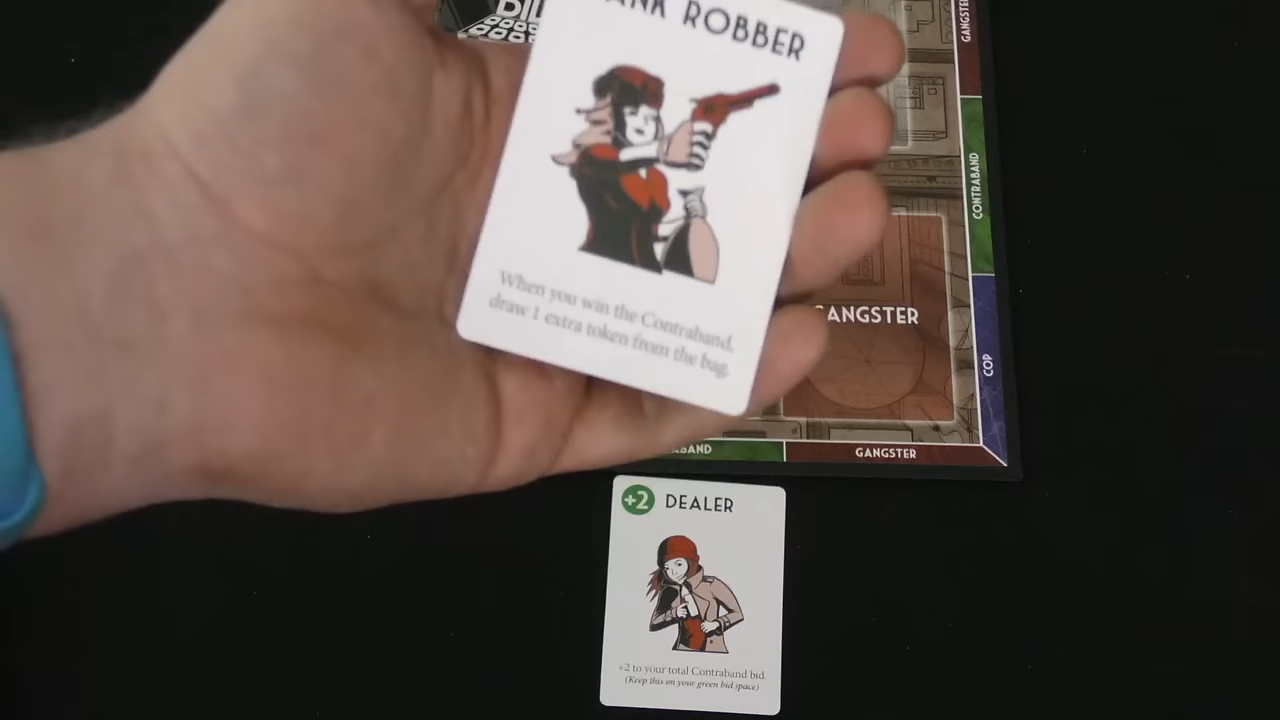 ROBBER
When you win the Contraband,
draw 1 extra token from the bag.
GANGSTER
CONTRABAND
COP
GANGSTER
GANGSTER
+2 DEALER
+2 to your total Contraband bid.
(Keep this on your green bid space)